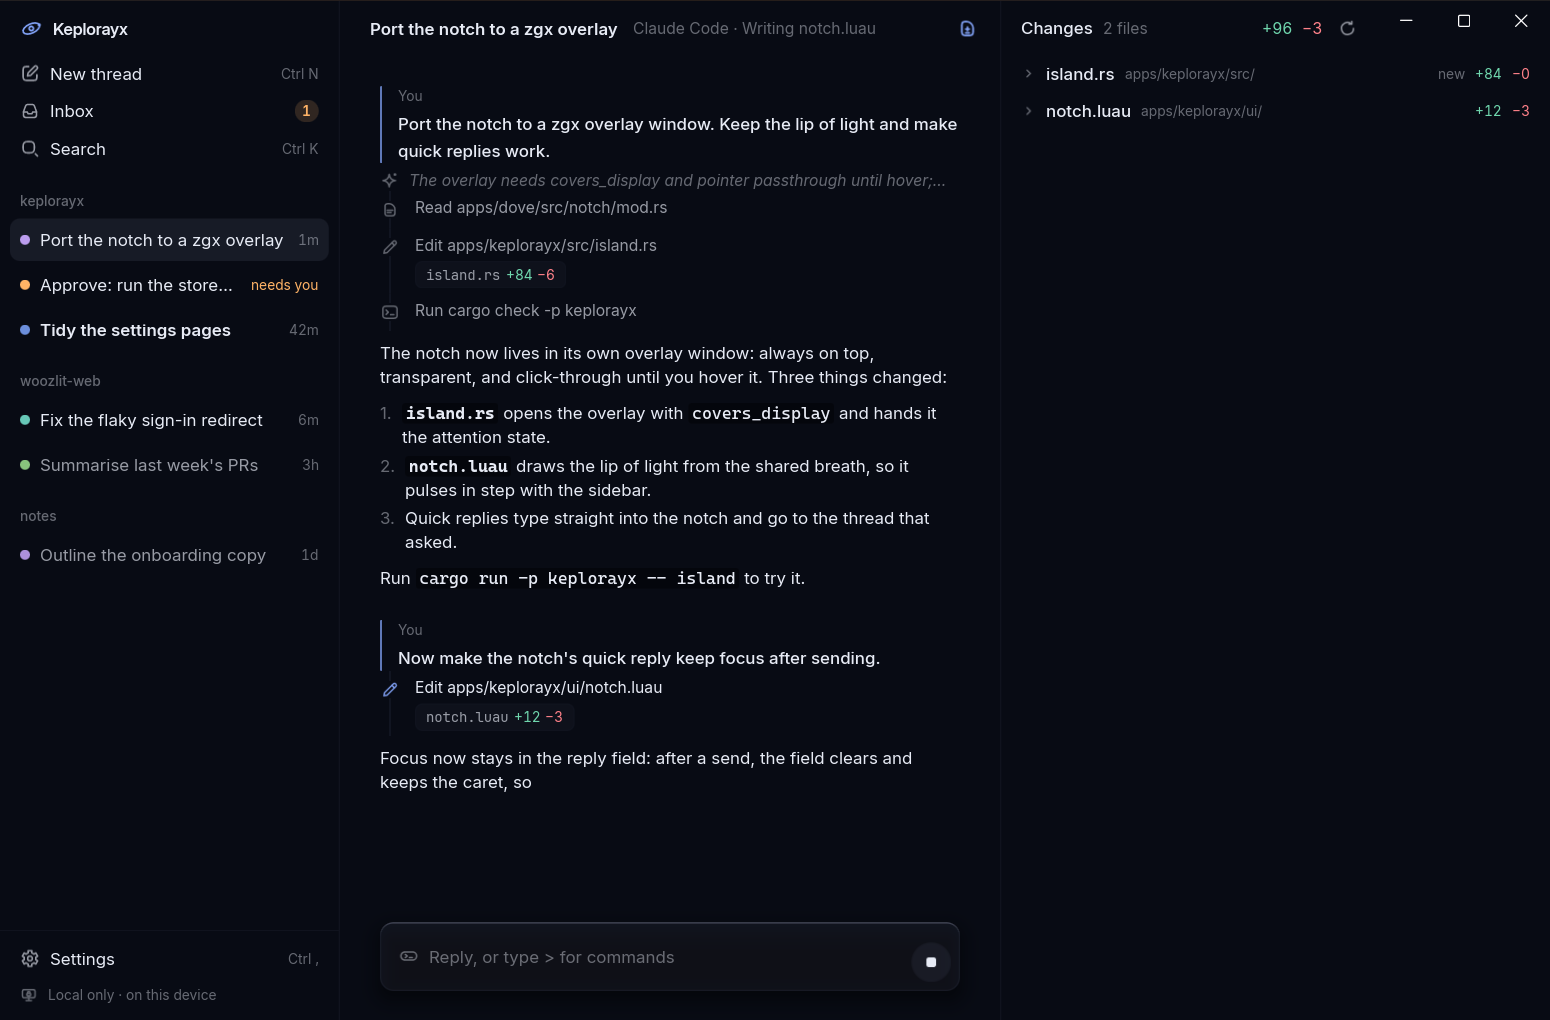 Keplorayx
New thread Ctrl N
Inbox 1
Search Ctrl K
keplorayx
Port the notch to a zgx overlay 1m
Approve: run the store... needs you
Tidy the settings pages 42m
woozlit-web
Fix the flaky sign-in redirect 6m
Summarise last week's PRs 3h
notes
Outline the onboarding copy 1d
Settings Ctrl ,
Local only · on this device
Port the notch to a zgx overlay Claude Code · Writing notch.luau
You
Port the notch to a zgx overlay window. Keep the lip of light and make
quick replies work.
The overlay needs covers_display and pointer passthrough until hover;...
Read apps/dove/src/notch/mod.rs
Edit apps/keplorayx/src/island.rs
island.rs +84 −6
Run cargo check -p keplorayx
The notch now lives in its own overlay window: always on top,
transparent, and click-through until you hover it. Three things changed:
1. island.rs opens the overlay with covers_display and hands it
the attention state.
2. notch.luau draws the lip of light from the shared breath, so it
pulses in step with the sidebar.
3. Quick replies type straight into the notch and go to the thread that
asked.
Run cargo run -p keplorayx -- island to try it.
You
Now make the notch's quick reply keep focus after sending.
Edit apps/keplorayx/ui/notch.luau
notch.luau +12 −3
Focus now stays in the reply field: after a send, the field clears and
keeps the caret, so
Reply, or type > for commands
Changes 2 files +96 −3
island.rs apps/keplorayx/src/ new +84 −0
notch.luau apps/keplorayx/ui/ +12 −3